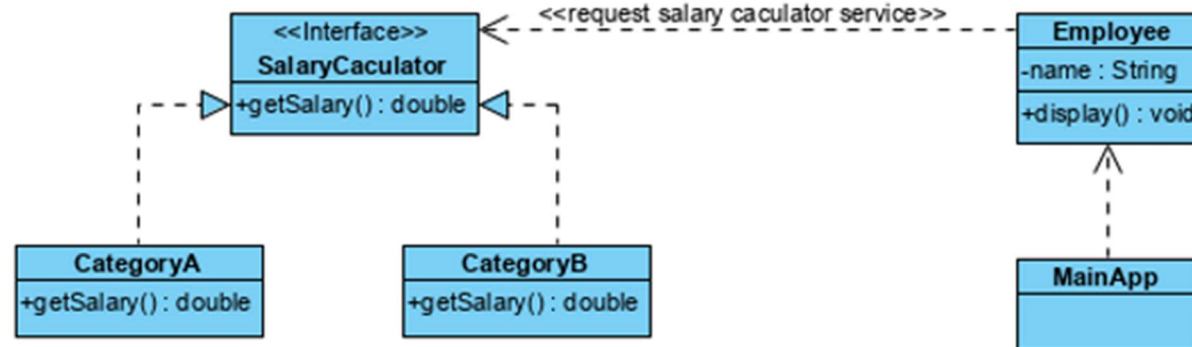 <<Interface>>
SalaryCaculator
+getSalary() : double
<<request salary caculator service>>
Employee
-name : String
+display() : void
CategoryA
+getSalary() : double
CategoryB
+getSalary() : double
MainApp